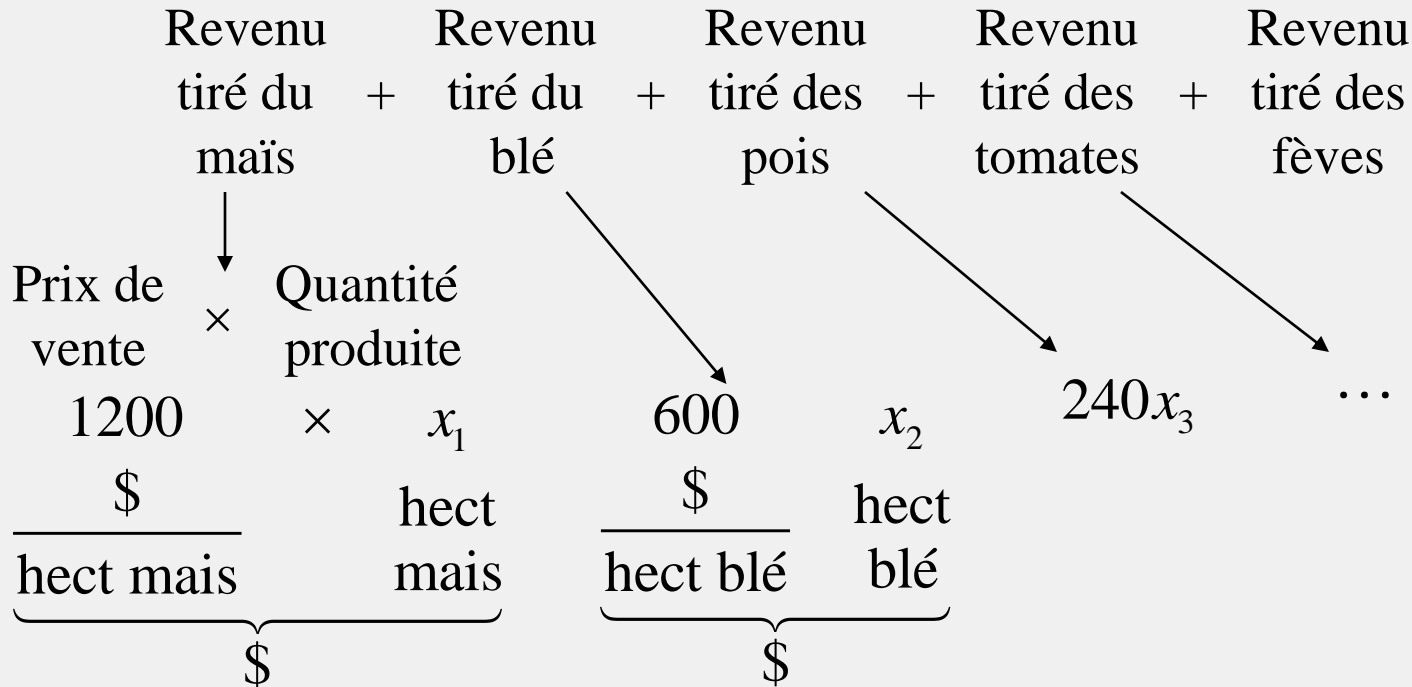 Revenu Revenu Revenu Revenu Revenu
tiré du + tiré du + tiré des + tiré des + tiré des
maïs blé pois tomates fèves
Prix de × Quantité
vente produite
1200 × x₁ 600 x₂ 240x₃ ...
$ hect $ hect
hect mais mais hect blé blé
$ $